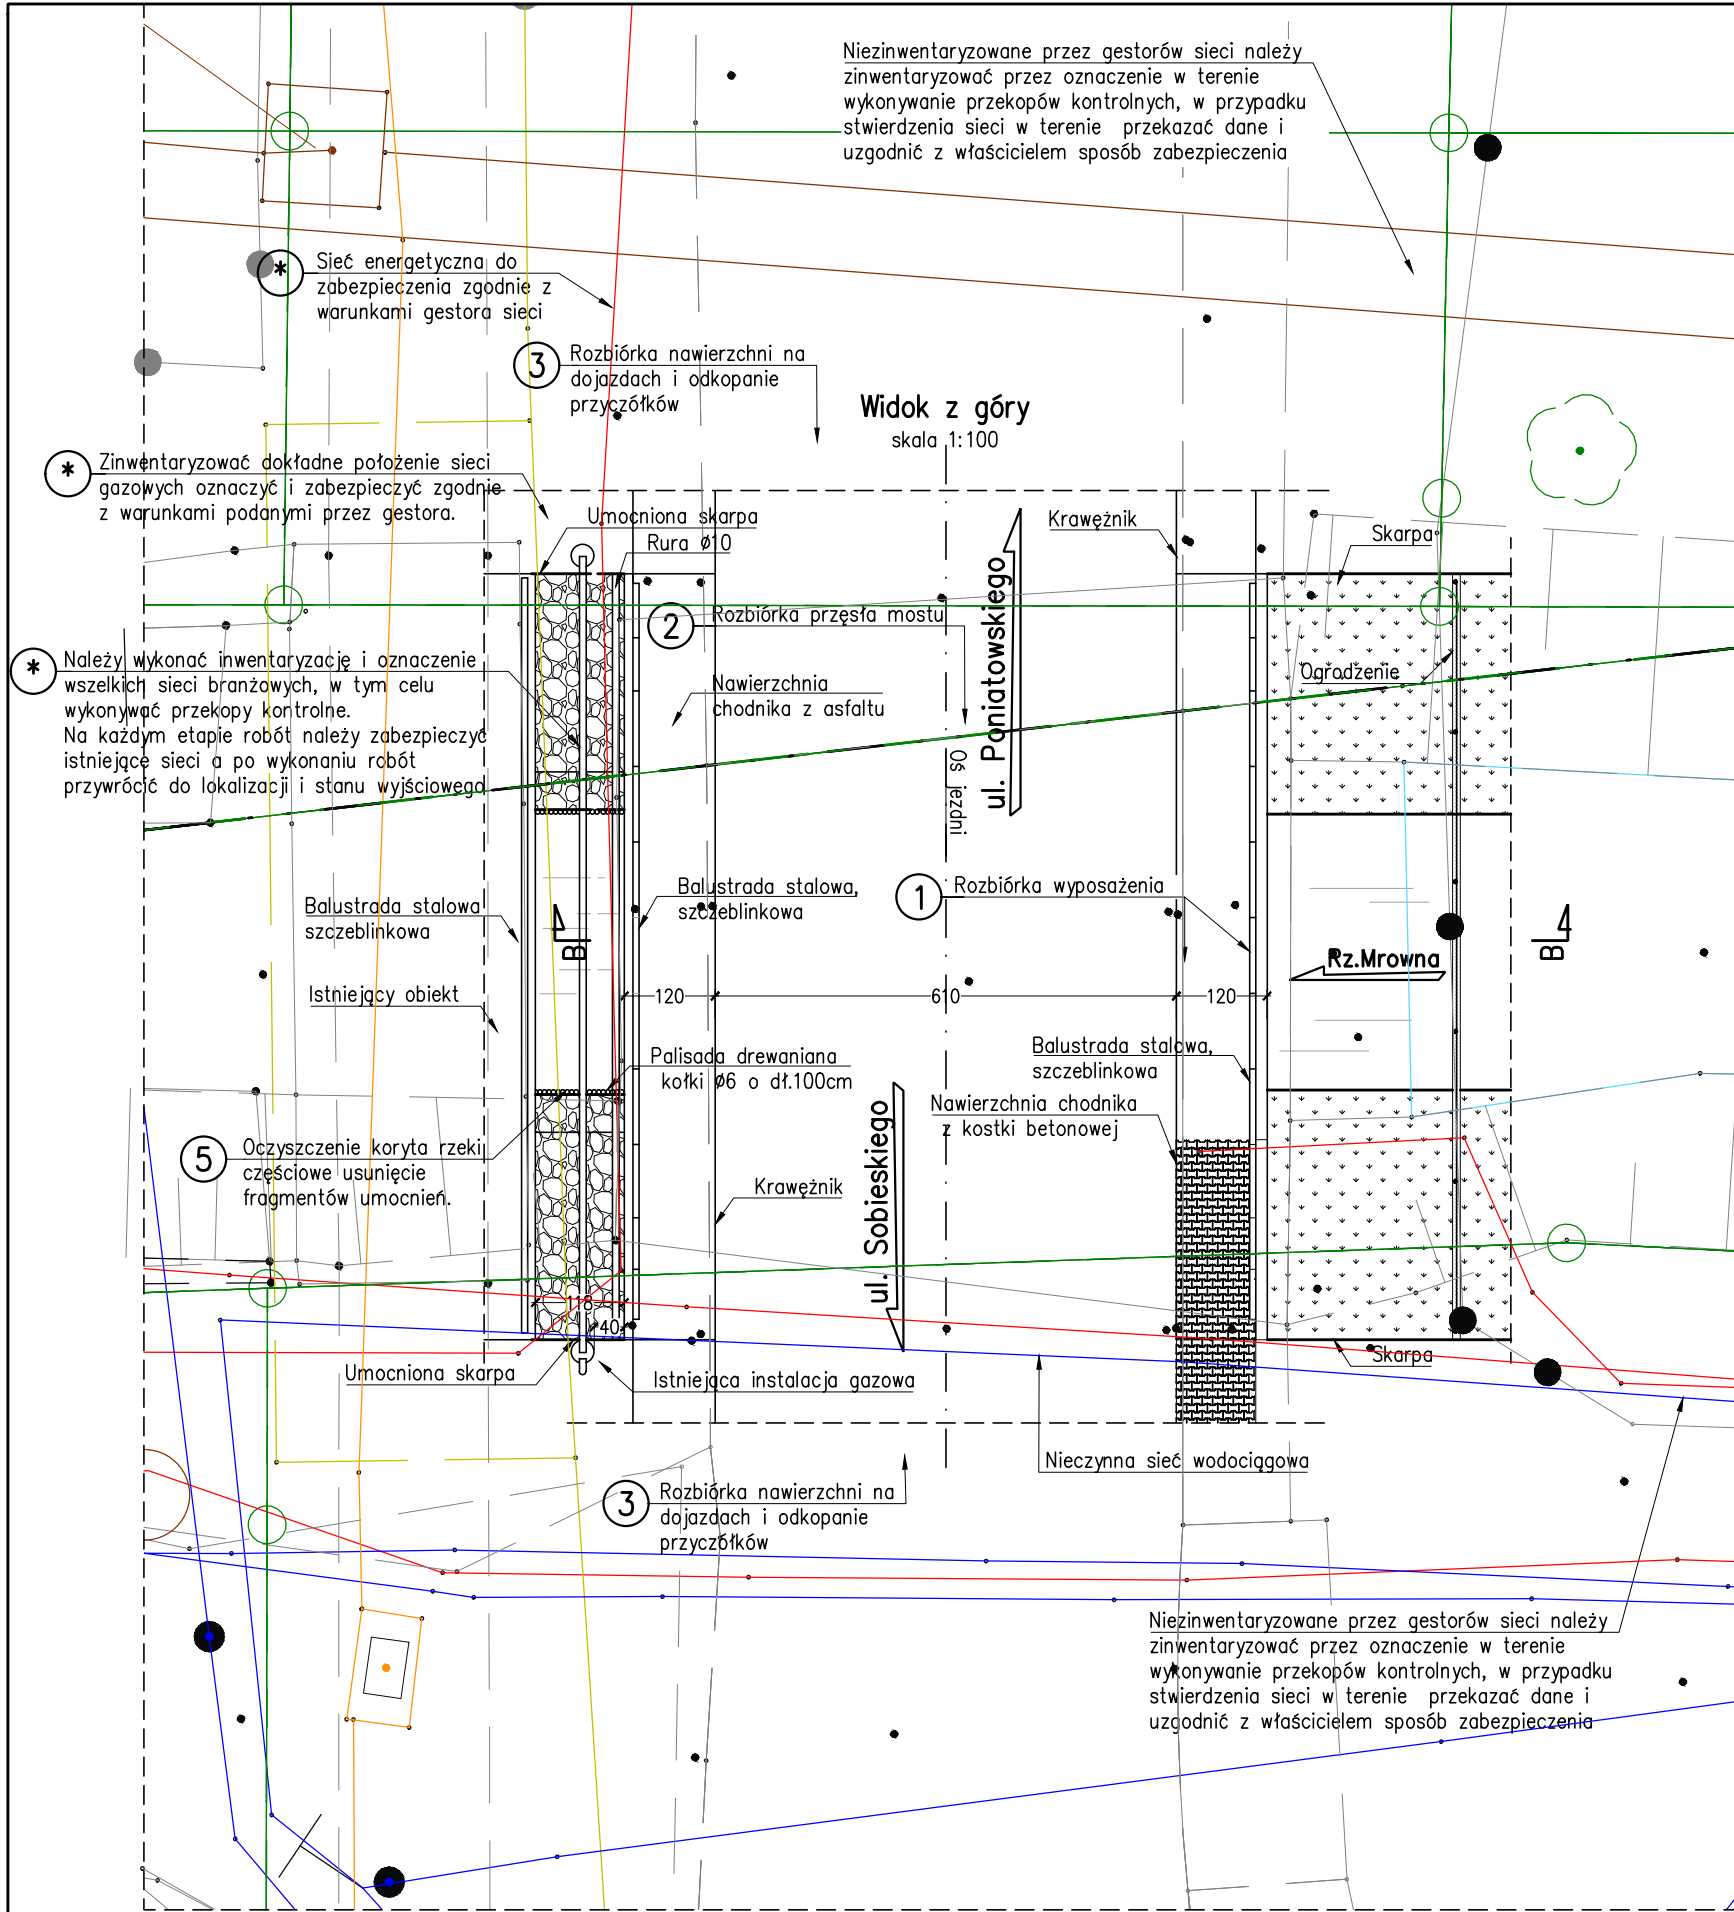 Niezinwentaryzowane przez gestorów sieci należy
zinwentaryzować przez oznaczenie w terenie
wykonywanie przekopów kontrolnych, w przypadku
stwierdzenia sieci w terenie przekazać dane i
uzgodnić z właścicielem sposób zabezpieczenia
*
Sieć energetyczna do
zabezpieczenia zgodnie z
warunkami gestora sieci
3
Rozbiórka nawierzchni na
dojazdach i odkopanie
przyczółków
Widok z góry
skala 1:100
*
Zinwentaryzować dokładne położenie sieci
gazowych oznaczyć i zabezpieczyć zgodnie
z warunkami podanymi przez gestora.
Umocniona skarpa
Rura ø10
Krawężnik
Skarpa
2
Rozbiórka przęsła mostu
ul. Poniatowskiego
*
Należy wykonać inwentaryzację i oznaczenie
wszelkich sieci branżowych, w tym celu
wykonywać przekopy kontrolne.
Na każdym etapie robót należy zabezpieczyć
istniejące sieci a po wykonaniu robót
przywrócić do lokalizacji i stanu wyjściowego
Nawierzchnia
chodnika z asfaltu
Ogrodzenie
Oś jezdni
Balustrada stalowa
szczeblinkowa
Balustrada stalowa,
szczeblinkowa
1
Rozbiórka wyposażenia
B
B
4
Rz.Mrowna
Istniejący obiekt
120
610
120
Palisada drewaniana
kołki ø6 o dł.100cm
Balustrada stalowa,
szczeblinkowa
Nawierzchnia chodnika
z kostki betonowej
5
Oczyszczenie koryta rzeki
częściowe usunięcie
fragmentów umocnień.
Krawężnik
ul. Sobieskiego
118
40
Umocniona skarpa
Istniejąca instalacja gazowa
Skarpa
Nieczynna sieć wodociągowa
3
Rozbiórka nawierzchni na
dojazdach i odkopanie
przyczółków
Niezinwentaryzowane przez gestorów sieci należy
zinwentaryzować przez oznaczenie w terenie
wykonywanie przekopów kontrolnych, w przypadku
stwierdzenia sieci w terenie przekazać dane i
uzgodnić z właścicielem sposób zabezpieczenia